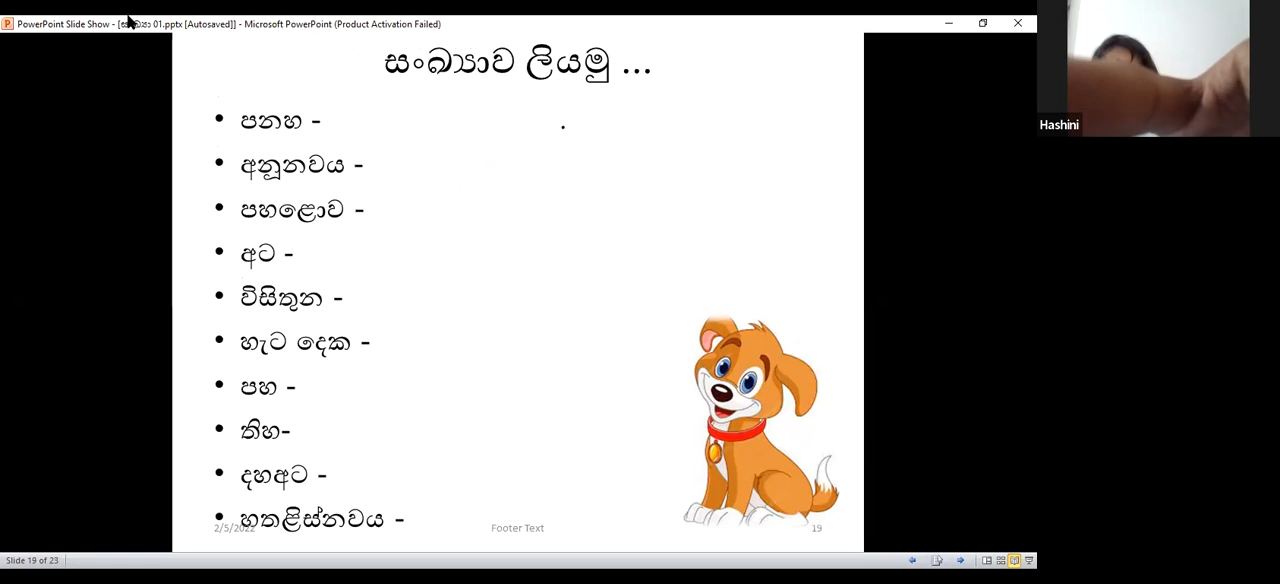 PowerPoint Slide Show - [සංඛ්‍යා 01.pptx [Autosaved]] - Microsoft PowerPoint (Product Activation Failed)
සංඛ්‍යාව ලියමු ...
• පනහ -
• අනූනවය -
• පහළොව -
• අට -
• විසිතුන -
• හැට දෙක -
• පහ -
• තිහ-
• දහඅට -
• හතළිස්නවය -
2/5/2022
Footer Text
19
Slide 19 of 23
Hashini